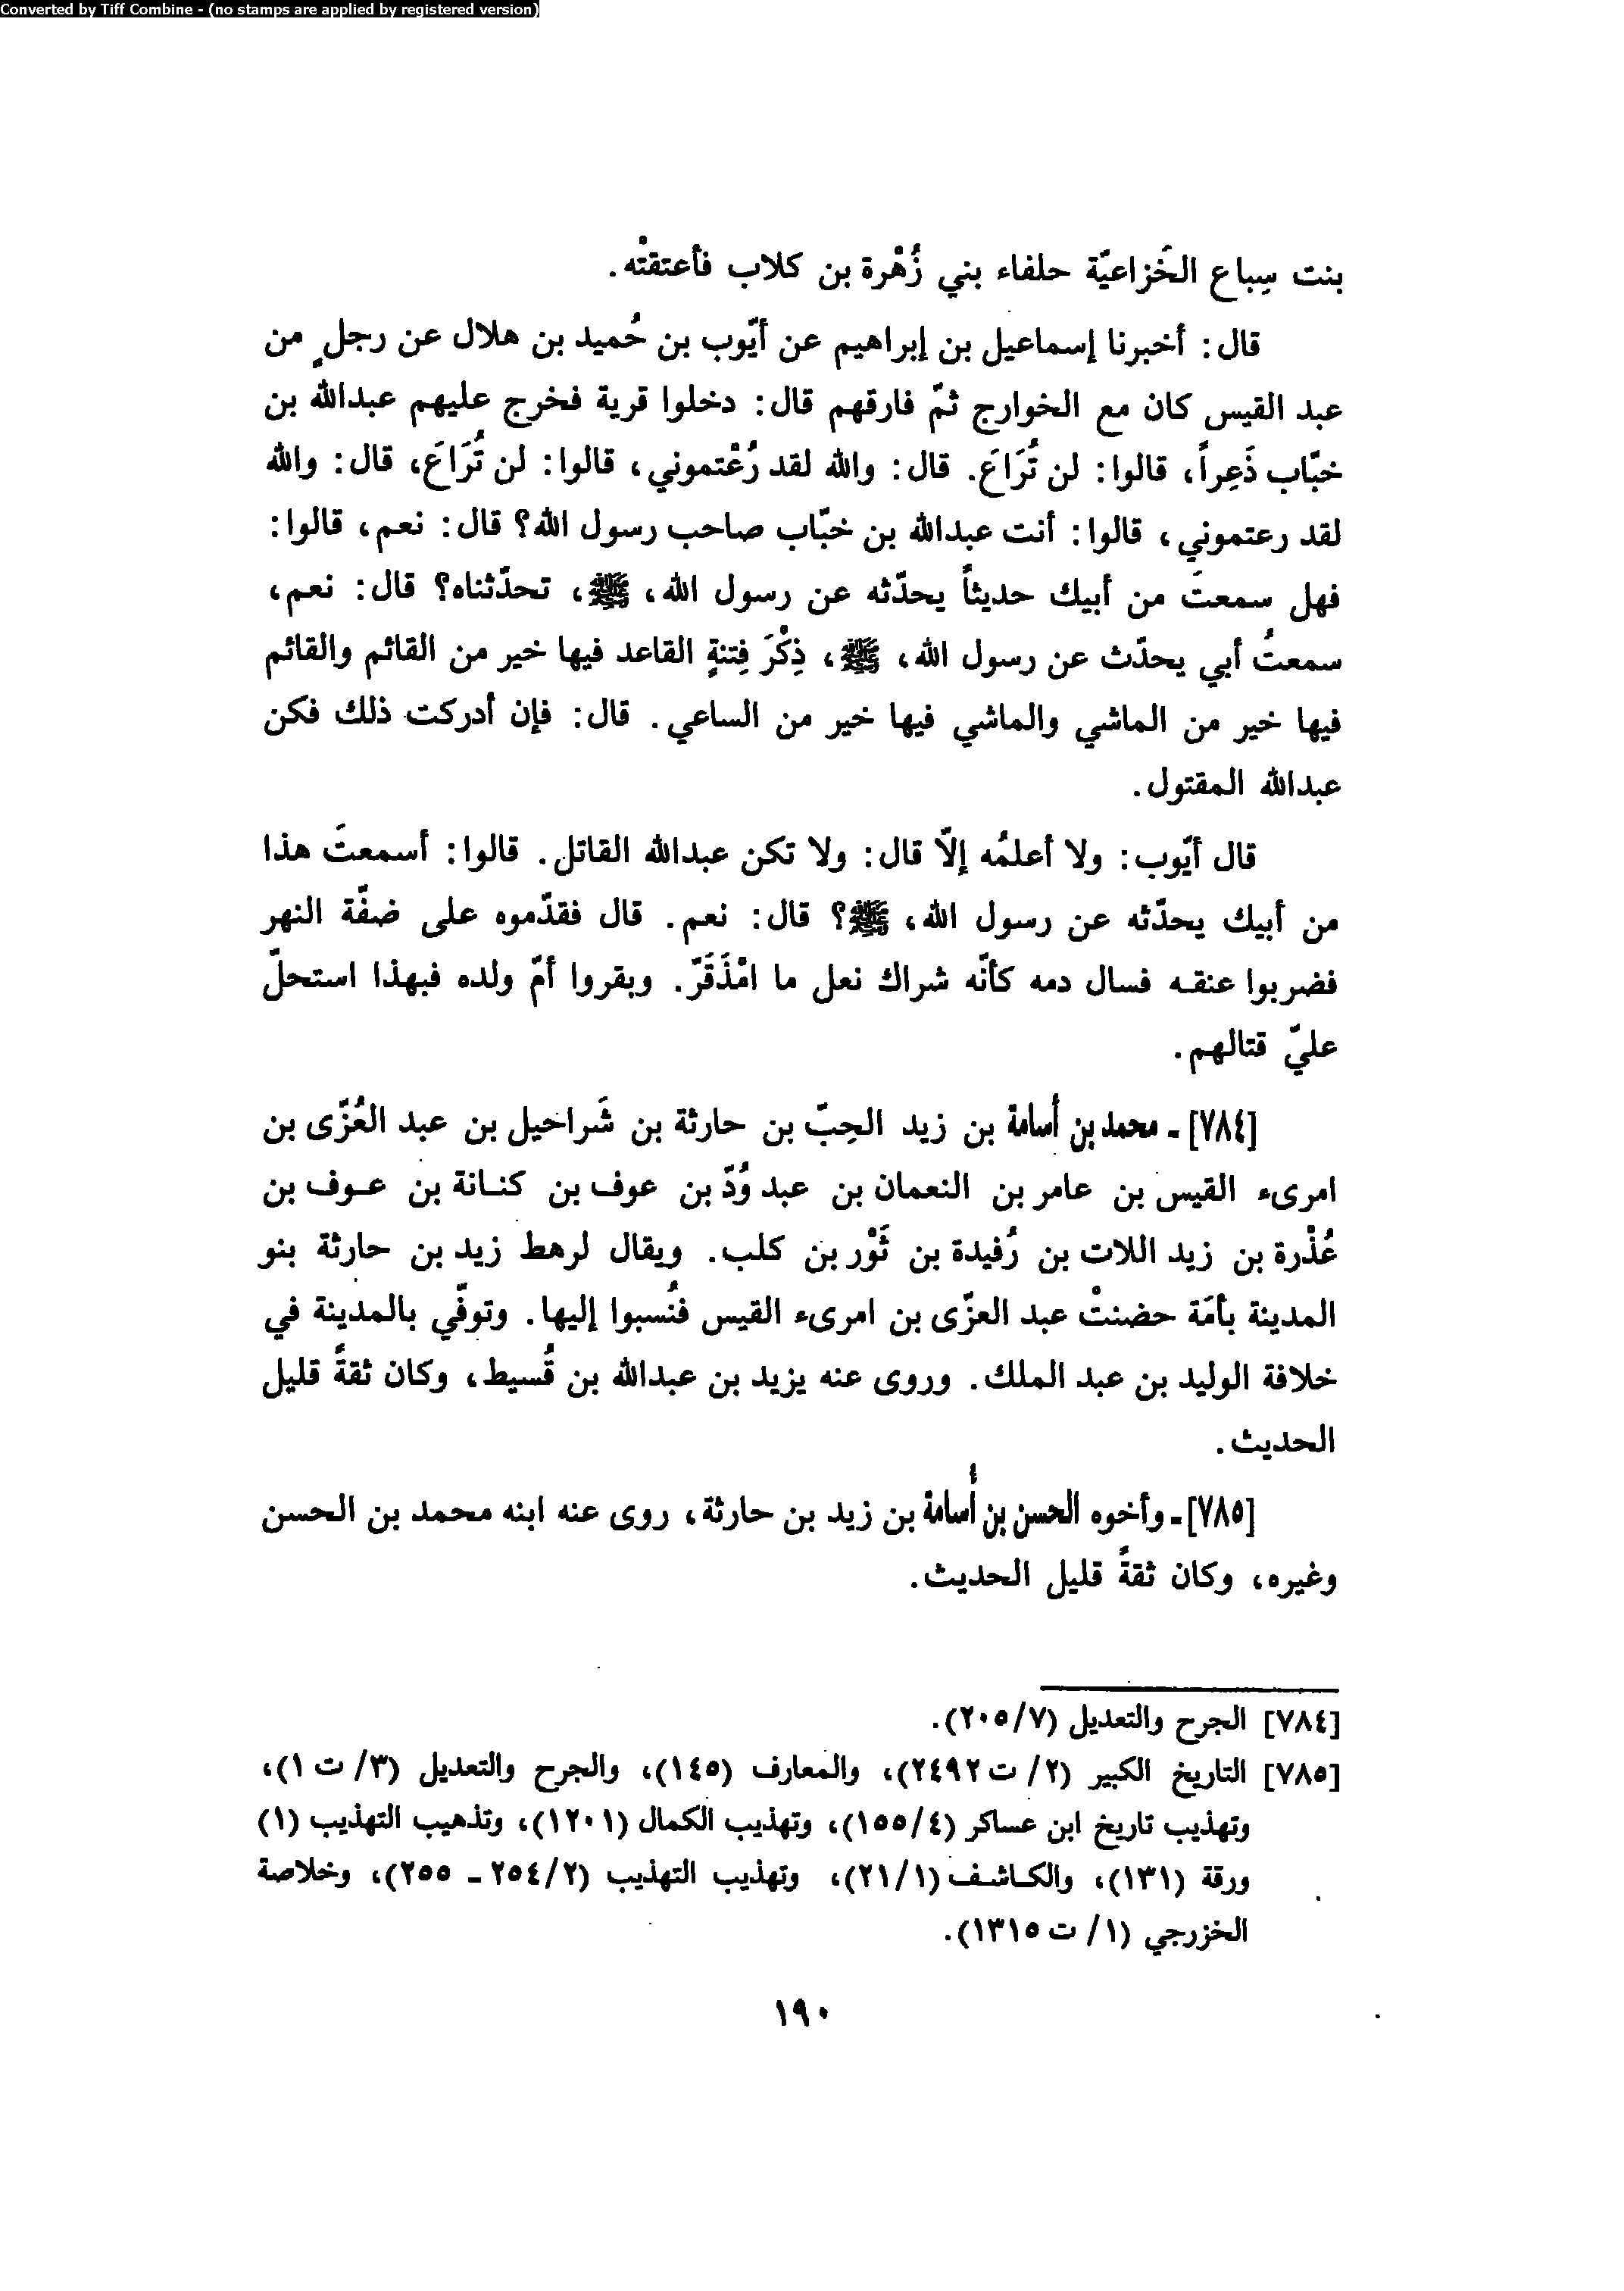 Converted by Tiff Combine - (no stamps are applied by registered version)
بنت سِباع الخُزاعيّة حلفاء بني زُهْرة بن كلاب فأعتقتْه.
قال: أخبرنا إسماعيل بن إبراهيم عن أيّوب بن حُميد بن هلال عن رجلٍ من
عبد القيس كان مع الخوارج ثمّ فارقهم قال: دخلوا قرية فخرج عليهم عبدالله بن
خبّاب ذَعِراً، قالوا: لن تُرَاعَ. قال: والله لقد رُعْتموني، قالوا: لن تُرَاعَ، قال: والله
لقد رعتموني، قالوا: أنت عبدالله بن خبّاب صاحب رسول الله؟ قال: نعم، قالوا:
فهل سمعتَ من أبيك حديثاً يحدّثه عن رسول الله، ﷺ، تحدّثناه؟ قال: نعم،
سمعتُ أبي يحدّث عن رسول الله، ﷺ، ذِكْرَ فِتنةٍ القاعد فيها خير من القائم والقائم
فيها خير من الماشي والماشي فيها خير من الساعي. قال: فإن أدركت ذلك فكن
عبدالله المقتول.
قال أيّوب: ولا أعلمُه إلّا قال: ولا تكن عبدالله القاتل. قالوا: أسمعتَ هذا
من أبيك يحدّثه عن رسول الله، ﷺ؟ قال: نعم. قال فقدّموه على ضفّة النهر
فضربوا عنقه فسال دمه كأنّه شراك نعل ما امْذَقَرّ. وبقروا أمّ ولده فبهذا استحلّ
عليّ قتالهم.
[٧٨٤] ـ محمد بن أُسامة بن زيد الحِبّ بن حارثة بن شَراحيل بن عبد العُزّى بن
امرىء القيس بن عامر بن النعمان بن عبد وُدّ بن عوف بن كنانة بن عوف بن
عُذْرة بن زيد اللات بن رُفيدة بن ثَوْر بن كلب. ويقال لرهط زيد بن حارثة بنو
المدينة بأمَة حضنتْ عبد العزّى بن امرىء القيس فنُسبوا إليها. وتوفّي بالمدينة في
خلافة الوليد بن عبد الملك. وروى عنه يزيد بن عبدالله بن قُسيط، وكان ثقةً قليل
الحديث.
[٧٨٥] ـ وأخوه الحسن بن أُسامة بن زيد بن حارثة، روى عنه ابنه محمد بن الحسن
وغيره، وكان ثقةً قليل الحديث.
[٧٨٤] الجرح والتعديل (٢٠٥/٧).
[٧٨٥] التاريخ الكبير (٢/ ت ٢٤٩٢)، والمعارف (١٤٥)، والجرح والتعديل (٣/ ت ١)،
وتهذيب تاريخ ابن عساكر (١٥٥/٤)، وتهذيب الكمال (١٢٠١)، وتذهيب التهذيب (١)
ورقة (١٣١)، والكاشف (٢١/١)، وتهذيب التهذيب (٢٥٤/٢ ـ ٢٥٥)، وخلاصة
الخزرجي (١/ ت ١٣١٥).
١٩٠